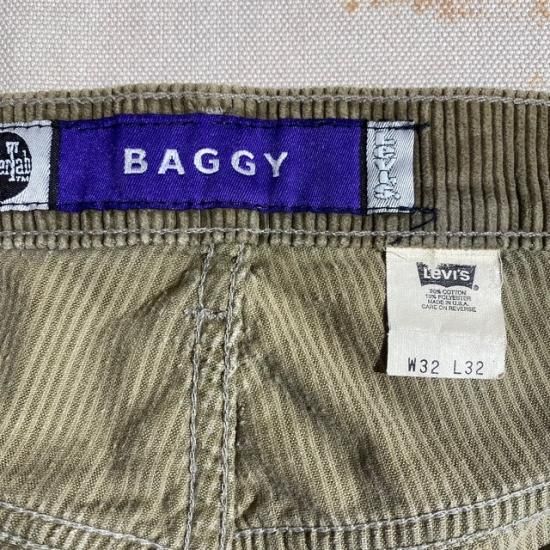 BAGGY
LEVI'S
Levi's
90% COTTON
10% POLYESTER
MADE IN U.S.A.
CARE ON REVERSE
W32 L32